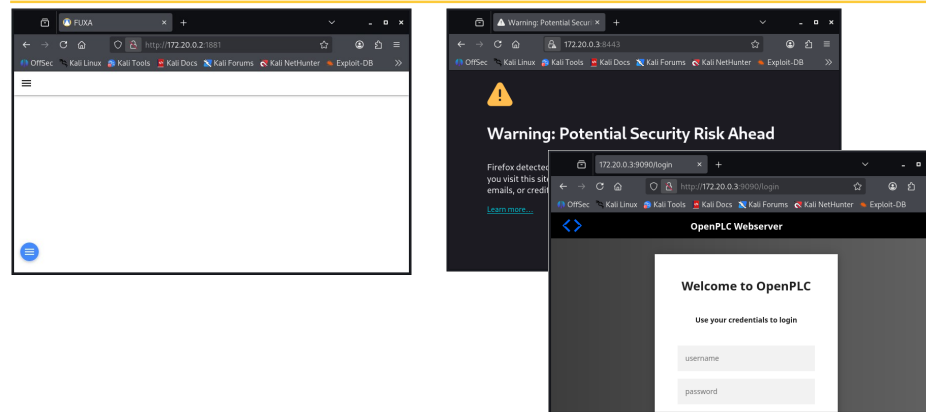 FUXA
http://172.20.0.2:1881
OffSec Kali Linux Kali Tools Kali Docs Kali Forums Kali NetHunter Exploit-DB
Warning: Potential Securi
172.20.0.3:8443
OffSec Kali Linux Kali Tools Kali Docs Kali Forums Kali NetHunter Exploit-DB
Warning: Potential Security Risk Ahead
Firefox detected
you visit this site
emails, or credit
Learn more...
172.20.0.3:9090/login
http://172.20.0.3:9090/login
OffSec Kali Linux Kali Tools Kali Docs Kali Forums Kali NetHunter Exploit-DB
OpenPLC Webserver
Welcome to OpenPLC
Use your credentials to login
username
password